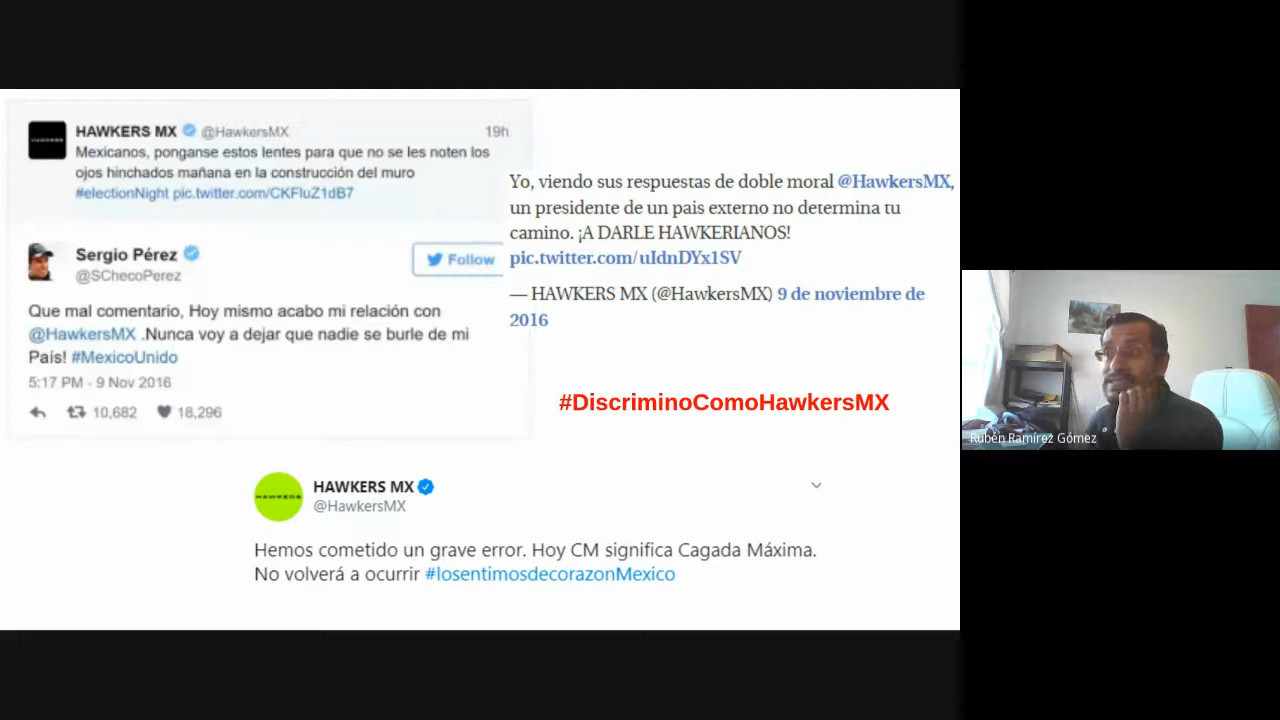 HAWKERS MX @HawkersMX 19h
Mexicanos, ponganse estos lentes para que no se les noten los
ojos hinchados mañana en la construcción del muro
#electionNight pic.twitter.com/CKFluZ1dB7
Sergio Pérez
@SChecoPerez
Follow
Que mal comentario, Hoy mismo acabo mi relación con
@HawkersMX .Nunca voy a dejar que nadie se burle de mi
País! #MexicoUnido
5:17 PM - 9 Nov 2016
10,682 18,296
Yo, viendo sus respuestas de doble moral @HawkersMX,
un presidente de un pais externo no determina tu
camino. ¡A DARLE HAWKERIANOS!
pic.twitter.com/uIdnDYx1SV
— HAWKERS MX (@HawkersMX) 9 de noviembre de
2016
#DiscriminoComoHawkersMX
HAWKERS
HAWKERS MX
@HawkersMX
Hemos cometido un grave error. Hoy CM significa Cagada Máxima.
No volverá a ocurrir #losentimosdecorazonMexico
Rubén Ramírez Gómez